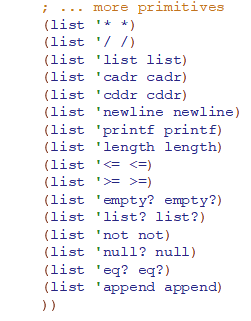 ; ... more primitives
(list '* *)
(list '/ /)
(list 'list list)
(list 'cadr cadr)
(list 'cddr cddr)
(list 'newline newline)
(list 'printf printf)
(list 'length length)
(list '<= <=)
(list '>= >=)
(list 'empty? empty?)
(list 'list? list?)
(list 'not not)
(list 'null? null)
(list 'eq? eq?)
(list 'append append)
))